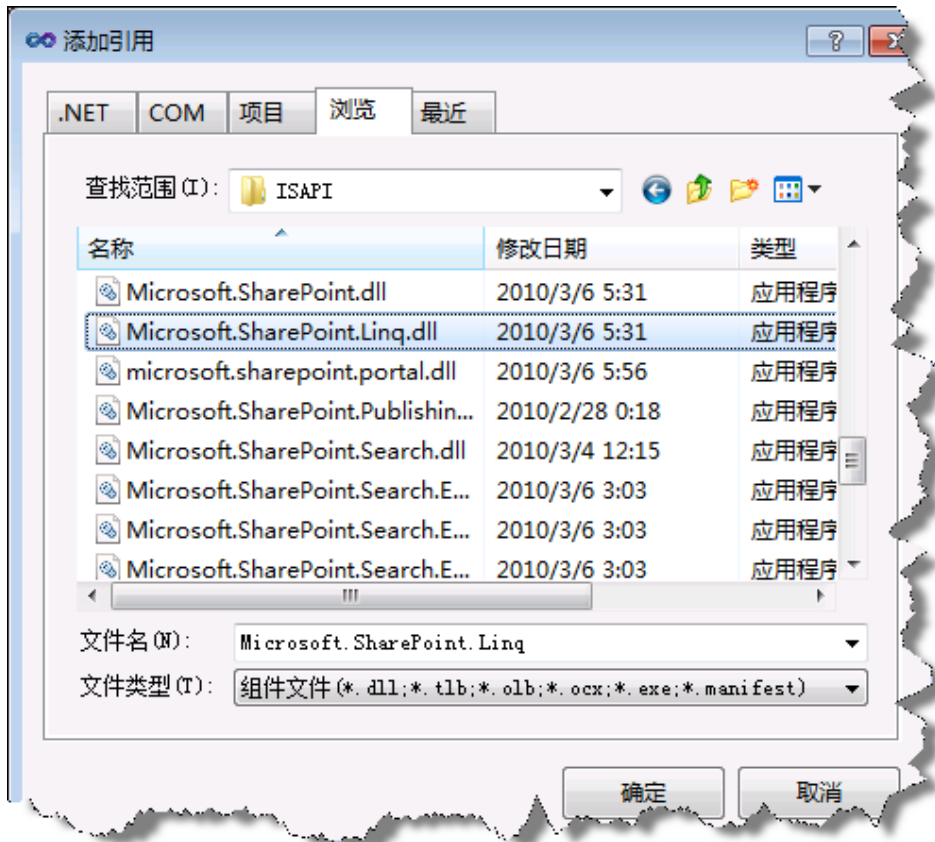 添加引用
.NET COM 项目 浏览 最近
查找范围(I): ISAPI
名称 修改日期 类型
Microsoft.SharePoint.dll 2010/3/6 5:31 应用程序
Microsoft.SharePoint.Linq.dll 2010/3/6 5:31 应用程序
microsoft.sharepoint.portal.dll 2010/3/6 5:56 应用程序
Microsoft.SharePoint.Publishin... 2010/2/28 0:18 应用程序
Microsoft.SharePoint.Search.dll 2010/3/4 12:15 应用程序
Microsoft.SharePoint.Search.E... 2010/3/6 3:03 应用程序
Microsoft.SharePoint.Search.E... 2010/3/6 3:03 应用程序
Microsoft.SharePoint.Search.E... 2010/3/6 3:03 应用程序
文件名(N): Microsoft.SharePoint.Linq
文件类型(T): 组件文件(*.dll;*.tlb;*.olb;*.ocx;*.exe;*.manifest)
确定 取消